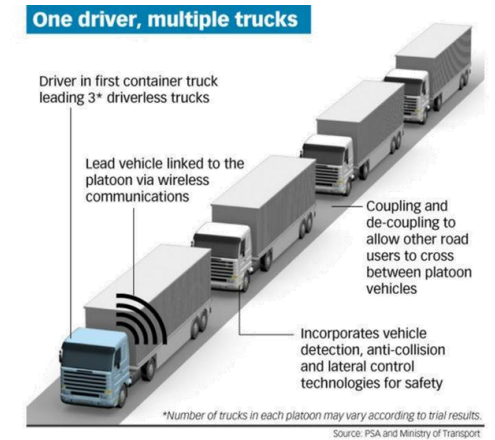 One driver, multiple trucks
Driver in first container truck
leading 3* driverless trucks
Lead vehicle linked to the
platoon via wireless
communications
Coupling and
de-coupling to
allow other road
users to cross
between platoon
vehicles
Incorporates vehicle
detection, anti-collision
and lateral control
technologies for safety
*Number of trucks in each platoon may vary according to trial results.
Source: PSA and Ministry of Transport